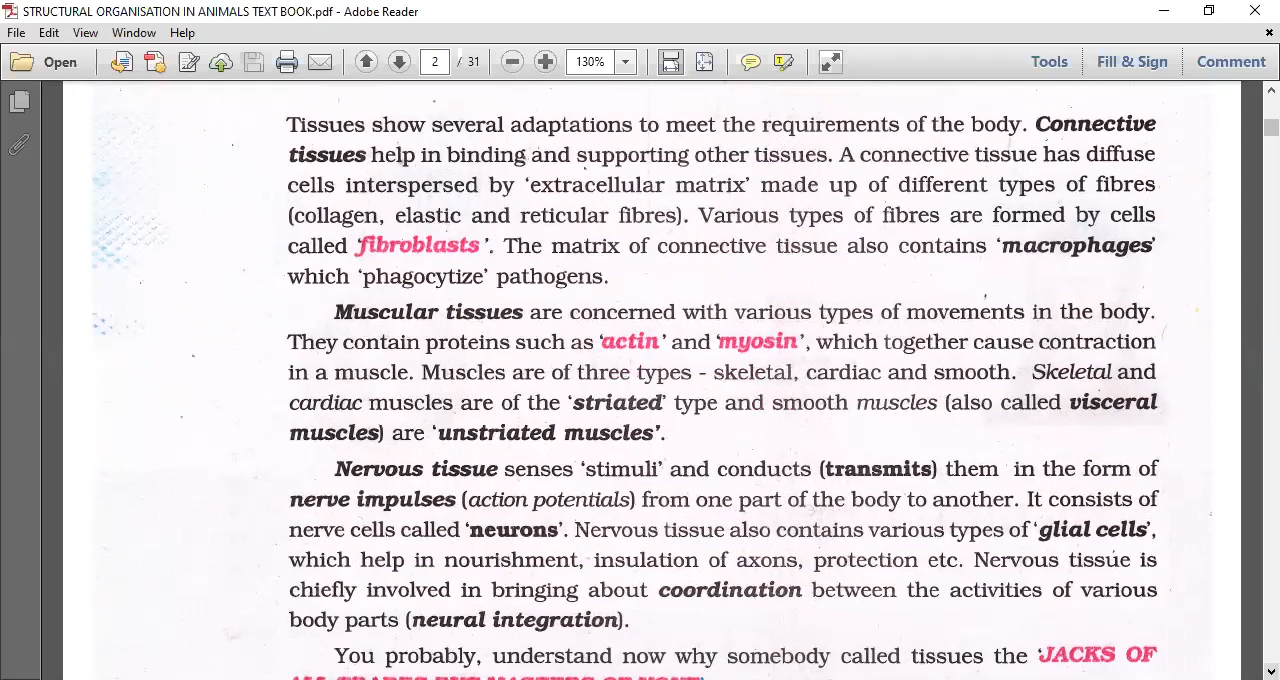 STRUCTURAL ORGANISATION IN ANIMALS TEXT BOOK.pdf - Adobe Reader
File Edit View Window Help
Open 2 / 31 130% Tools Fill & Sign Comment
Tissues show several adaptations to meet the requirements of the body. Connective
tissues help in binding and supporting other tissues. A connective tissue has diffuse
cells interspersed by ‘extracellular matrix’ made up of different types of fibres
(collagen, elastic and reticular fibres). Various types of fibres are formed by cells
called ‘fibroblasts’. The matrix of connective tissue also contains ‘macrophages’
which ‘phagocytize’ pathogens.
Muscular tissues are concerned with various types of movements in the body.
They contain proteins such as ‘actin’ and ‘myosin’, which together cause contraction
in a muscle. Muscles are of three types - skeletal, cardiac and smooth. Skeletal and
cardiac muscles are of the ‘striated’ type and smooth muscles (also called visceral
muscles) are ‘unstriated muscles’.
Nervous tissue senses ‘stimuli’ and conducts (transmits) them in the form of
nerve impulses (action potentials) from one part of the body to another. It consists of
nerve cells called ‘neurons’. Nervous tissue also contains various types of ‘glial cells’,
which help in nourishment, insulation of axons, protection etc. Nervous tissue is
chiefly involved in bringing about coordination between the activities of various
body parts (neural integration).
You probably, understand now why somebody called tissues the ‘JACKS OF